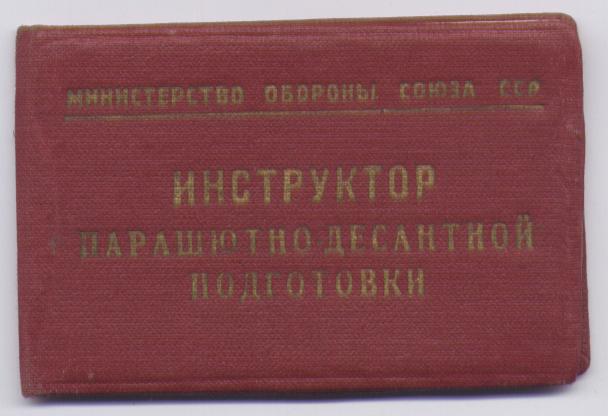 МИНИСТЕРСТВО ОБОРОНЫ СОЮЗА ССР
ИНСТРУКТОР
ПАРАШЮТНО-ДЕСАНТНОЙ
ПОДГОТОВКИ